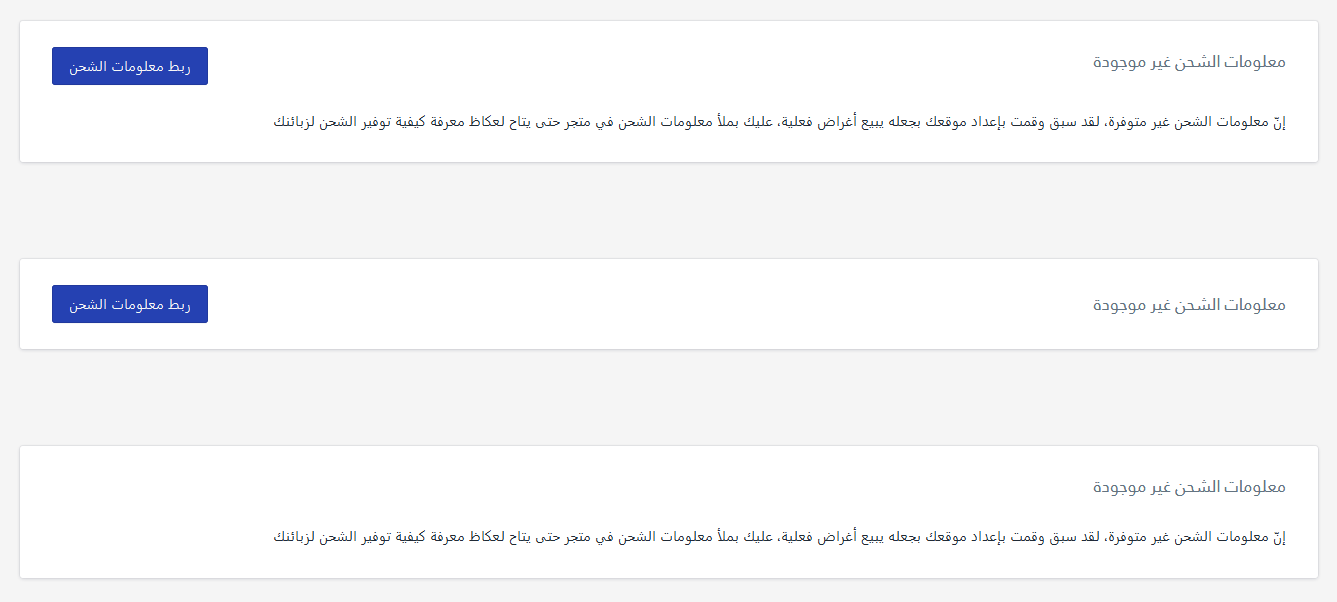 معلومات الشحن غير موجودة
ربط معلومات الشحن
إنّ معلومات الشحن غير متوفرة، لقد سبق وقمت بإعداد موقعك بجعله يبيع أغراض فعلية، عليك بملأ معلومات الشحن في متجر حتى يتاح لعكاظ معرفة كيفية توفير الشحن لزبائنك
معلومات الشحن غير موجودة
ربط معلومات الشحن
معلومات الشحن غير موجودة
إنّ معلومات الشحن غير متوفرة، لقد سبق وقمت بإعداد موقعك بجعله يبيع أغراض فعلية، عليك بملأ معلومات الشحن في متجر حتى يتاح لعكاظ معرفة كيفية توفير الشحن لزبائنك